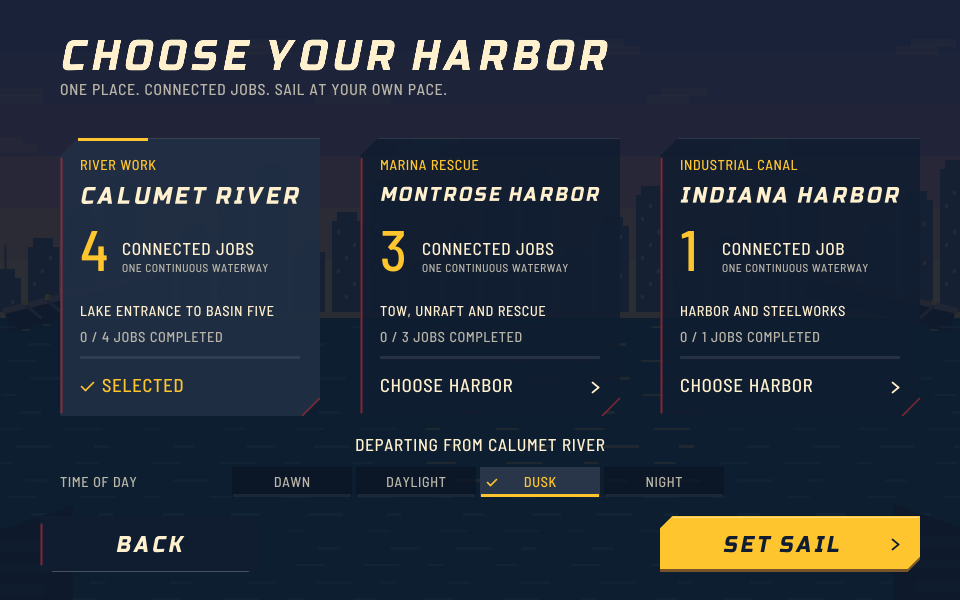 CHOOSE YOUR HARBOR
ONE PLACE. CONNECTED JOBS. SAIL AT YOUR OWN PACE.
RIVER WORK
CALUMET RIVER
4 CONNECTED JOBS
ONE CONTINUOUS WATERWAY
LAKE ENTRANCE TO BASIN FIVE
0 / 4 JOBS COMPLETED
SELECTED
MARINA RESCUE
MONTROSE HARBOR
3 CONNECTED JOBS
ONE CONTINUOUS WATERWAY
TOW, UNRAFT AND RESCUE
0 / 3 JOBS COMPLETED
CHOOSE HARBOR
INDUSTRIAL CANAL
INDIANA HARBOR
1 CONNECTED JOB
ONE CONTINUOUS WATERWAY
HARBOR AND STEELWORKS
0 / 1 JOBS COMPLETED
CHOOSE HARBOR
DEPARTING FROM CALUMET RIVER
TIME OF DAY DAWN DAYLIGHT DUSK NIGHT
BACK SET SAIL